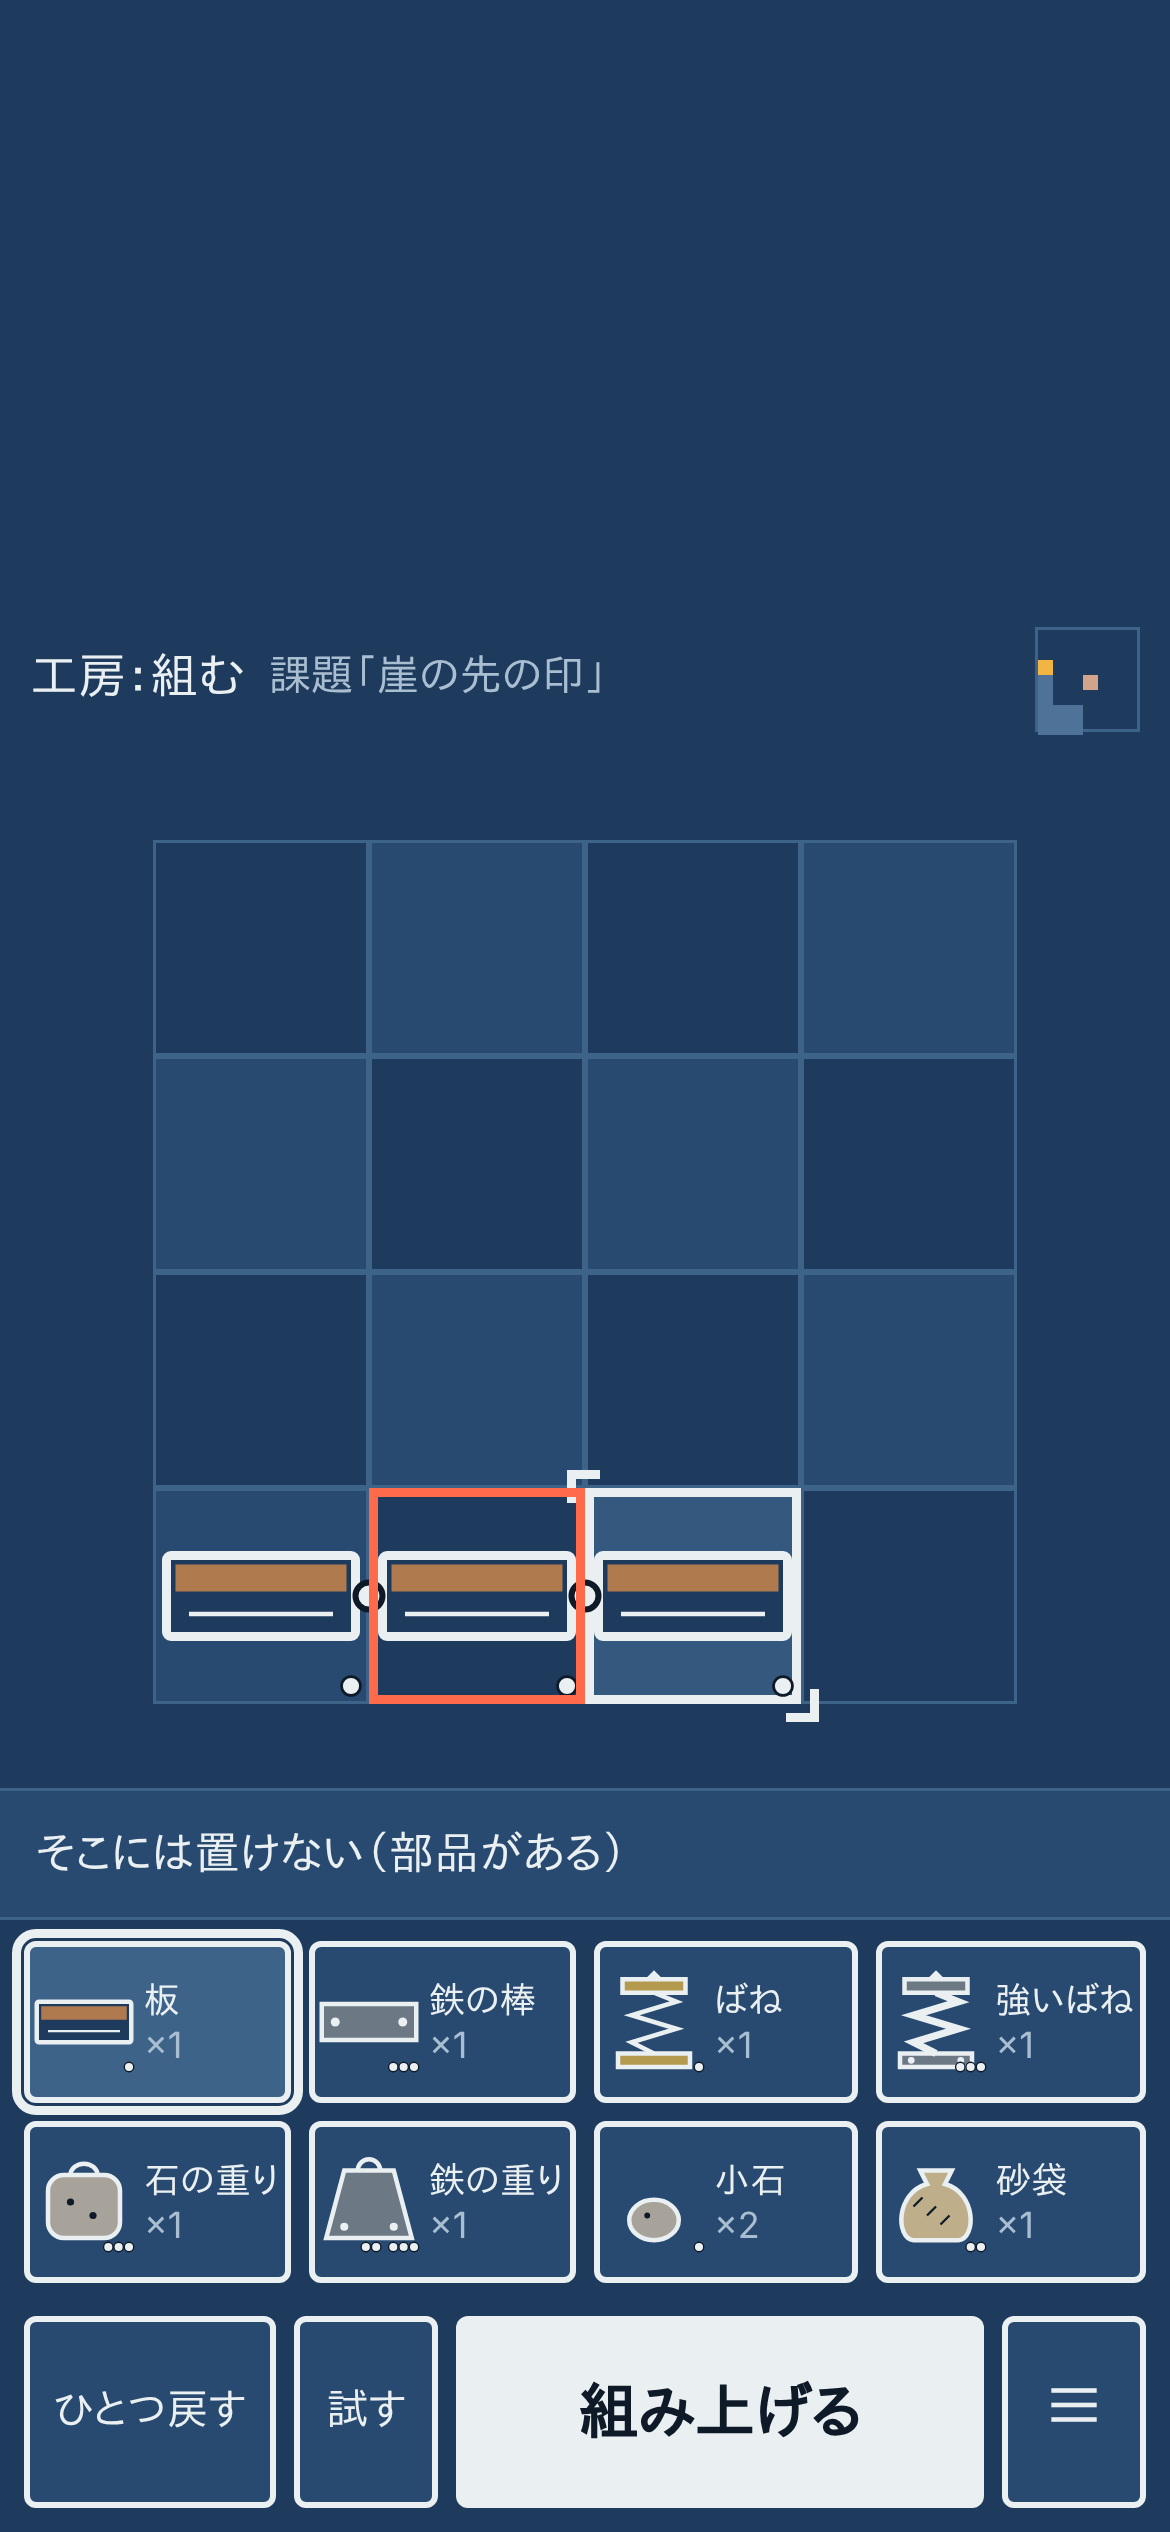 工房:組む 課題「崖の先の印」
そこには置けない(部品がある)
板
×1
鉄の棒
×1
ばね
×1
強いばね
×1
石の重り
×1
鉄の重り
×1
小石
×2
砂袋
×1
ひとつ戻す
試す
組み上げる